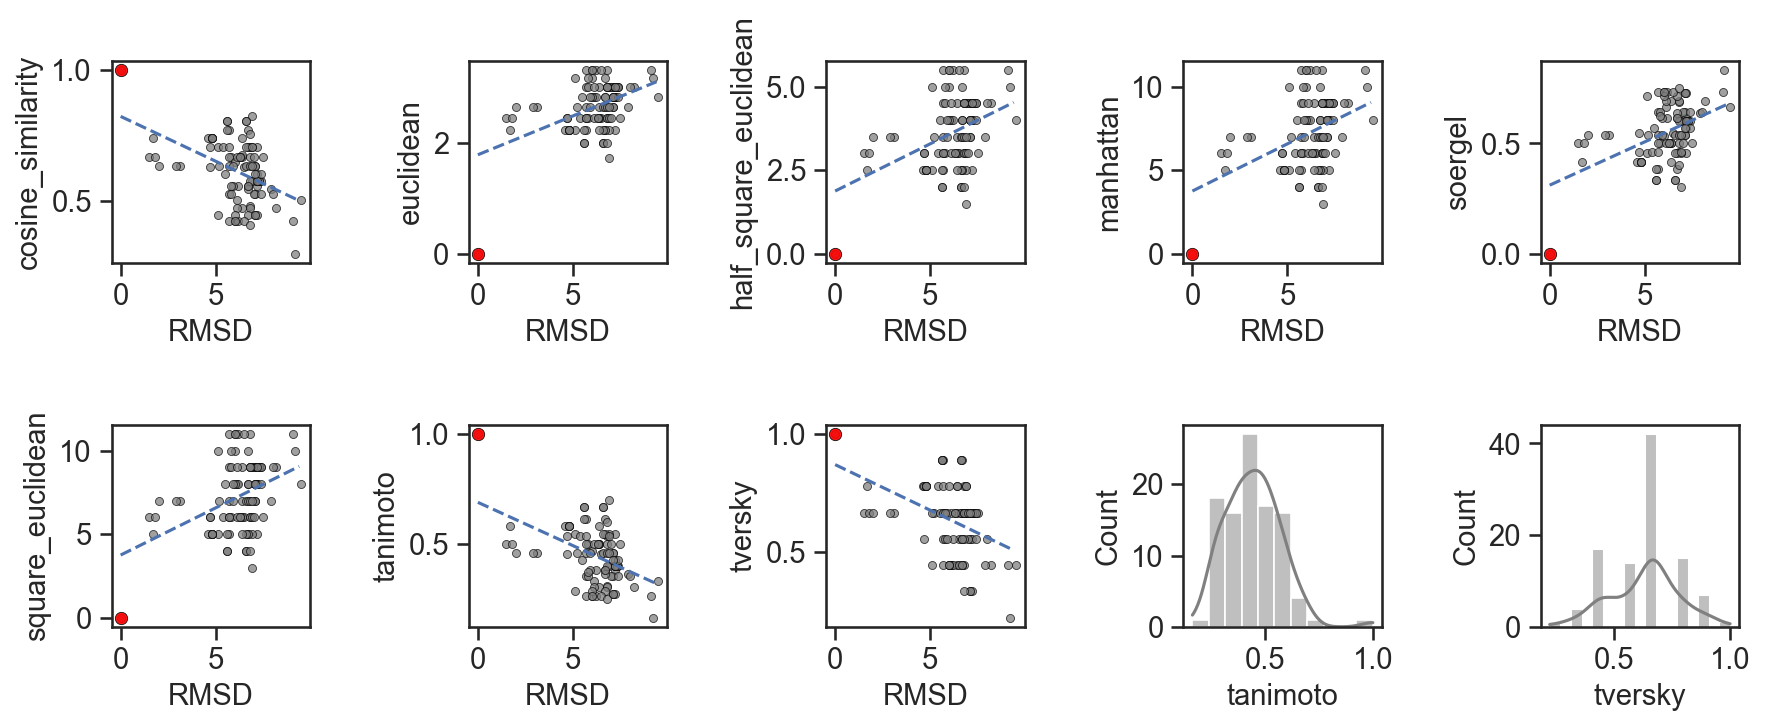 cosine_similarity
1.0
0.5
0
5
RMSD
euclidean
2
0
0
5
RMSD
half_square_euclidean
5.0
2.5
0.0
0
5
RMSD
manhattan
10
5
0
0
5
RMSD
soergel
0.5
0.0
0
5
RMSD
square_euclidean
10
5
0
0
5
RMSD
tanimoto
1.0
0.5
0
5
RMSD
tversky
1.0
0.5
0
5
RMSD
Count
20
10
0
0.5
1.0
tanimoto
Count
40
20
0
0.5
1.0
tversky